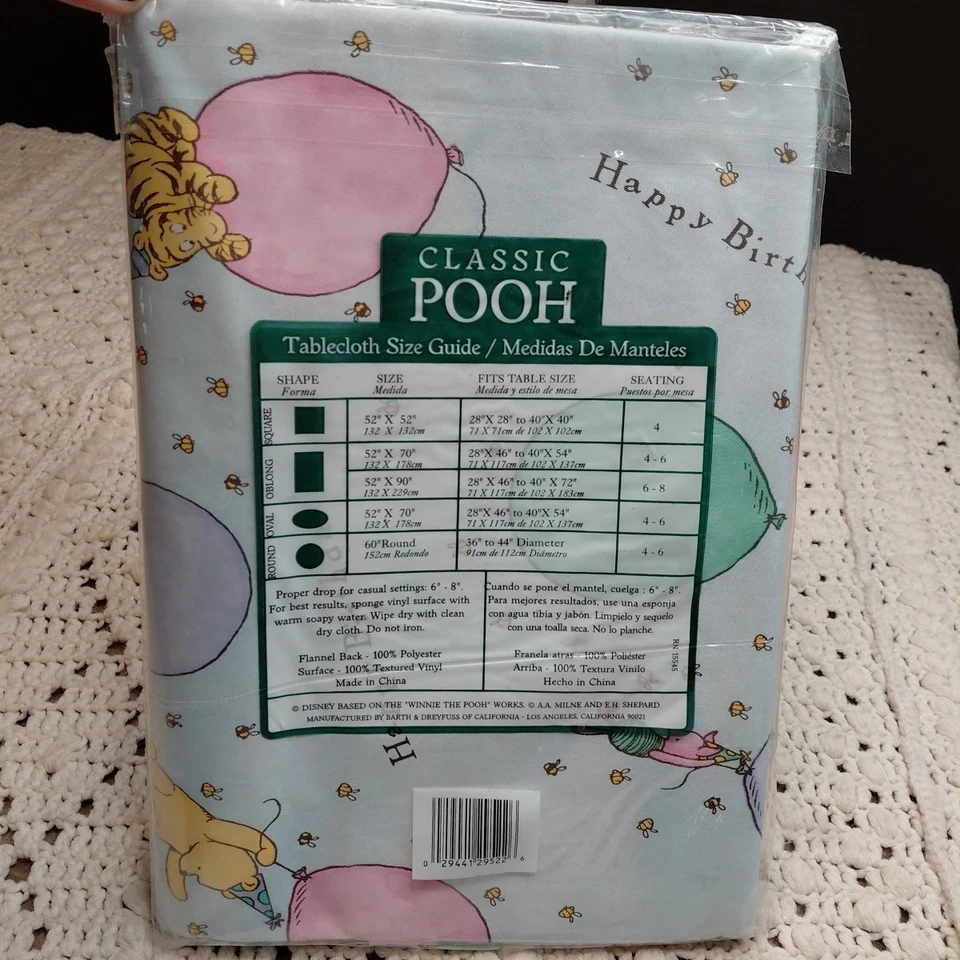 Happy Birth
CLASSIC
POOH
Tablecloth Size Guide / Medidas De Manteles
SHAPE SIZE FITS TABLE SIZE SEATING
Forma Medida Medida y estilo de mesa Puestos por mesa
SQUARE 52" X 52" 28"X 28" to 40"X 40" 4
132 X 132cm 71 X 71cm de 102 X 102cm
OBLONG 52" X 70" 28"X 46" to 40"X 54" 4 - 6
132 X 178cm 71 X 117cm de 102 X 137cm
52" X 90" 28" X 46" to 40" X 72" 6 - 8
132 X 229cm 71 X 117cm de 102 X 183cm
OVAL 52" X 70" 28"X 46" to 40"X 54" 4 - 6
132 X 178cm 71 X 117cm de 102 X 137cm
ROUND 60"Round 36" to 44" Diameter 4 - 6
152cm Redondo 91cm de 112cm Diámetro
Proper drop for casual settings: 6" - 8".
For best results, sponge vinyl surface with
warm soapy water. Wipe dry with clean
dry cloth. Do not iron.
Flannel Back - 100% Polyester
Surface - 100% Textured Vinyl
Made in China
Cuando se pone el mantel, cuelga : 6" - 8".
Para mejores resultados, use una esponja
con agua tibia y jabón. Limpielo y sequelo
con una toalla seca. No lo planche.
Franela atras - 100% Poliéster
Arriba - 100% Textura Vinilo
Hecho in China
RN 15545
© DISNEY BASED ON THE "WINNIE THE POOH" WORKS. © A.A. MILNE AND E.H. SHEPARD
MANUFACTURED BY BARTH & DREYFUSS OF CALIFORNIA · LOS ANGELES, CALIFORNIA 90021
He
0 29441 29522 6